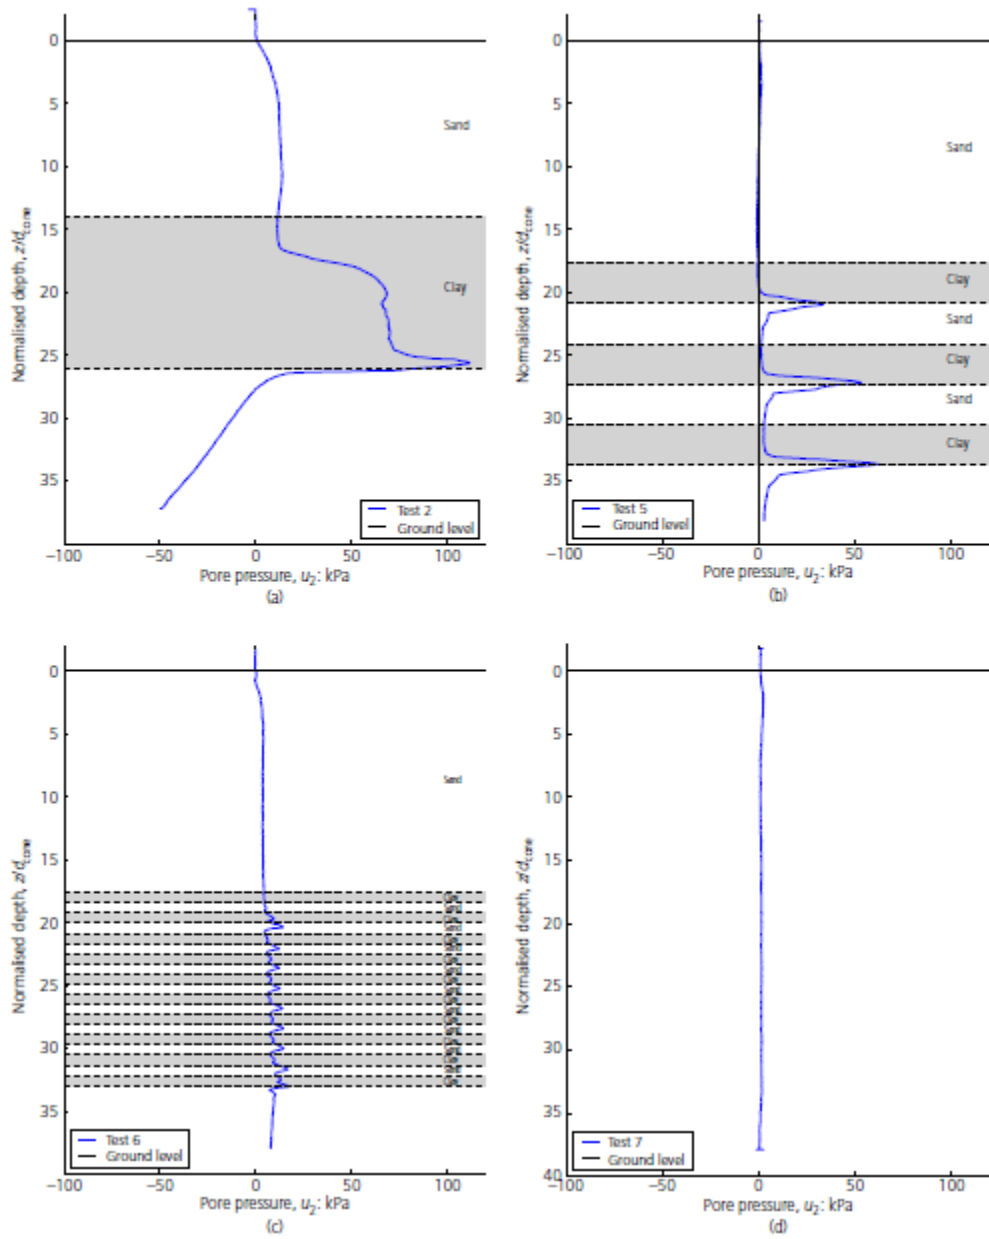 0
5
10
15
20
25
30
35
Normalised depth, z/dcone
Sand
Clay
Test 2
Ground level
−100 −50 0 50 100
Pore pressure, u2: kPa
(a)
0
5
10
15
20
25
30
35
Normalised depth, z/dcone
Sand
Clay
Sand
Clay
Sand
Clay
Test 5
Ground level
−100 −50 0 50 100
Pore pressure, u2: kPa
(b)
0
5
10
15
20
25
30
35
Normalised depth, z/dcone
Sand
Test 6
Ground level
−100 −50 0 50 100
Pore pressure, u2: kPa
(c)
0
5
10
15
20
25
30
35
40
Normalised depth, z/dcone
Test 7
Ground level
−100 −50 0 50 100
Pore pressure, u2: kPa
(d)